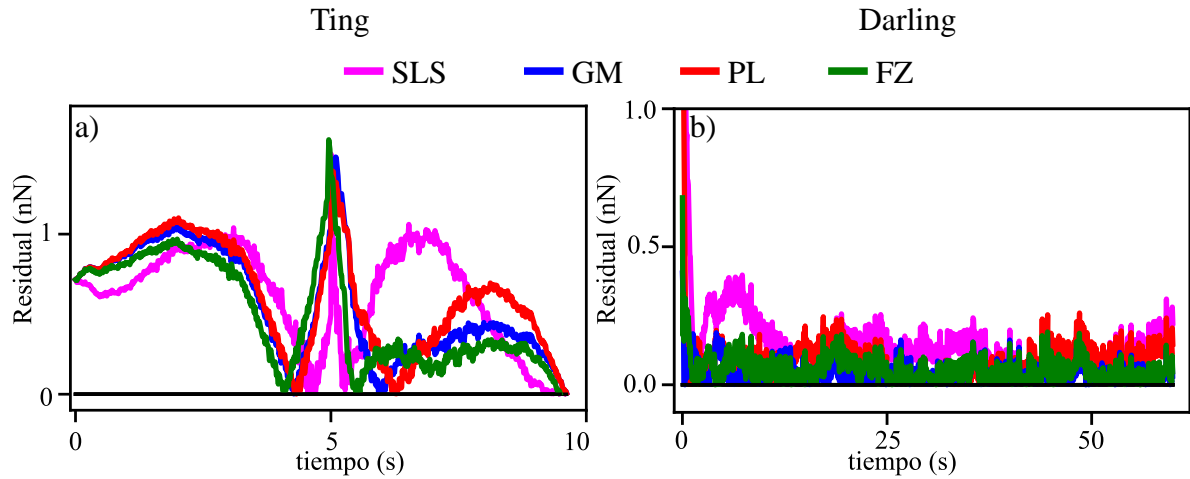 Ting Darling
SLS GM PL FZ
a)
Residual (nN)
1
0
0 5 10
tiempo (s)
b)
Residual (nN)
1.0
0.5
0.0
0 25 50
tiempo (s)